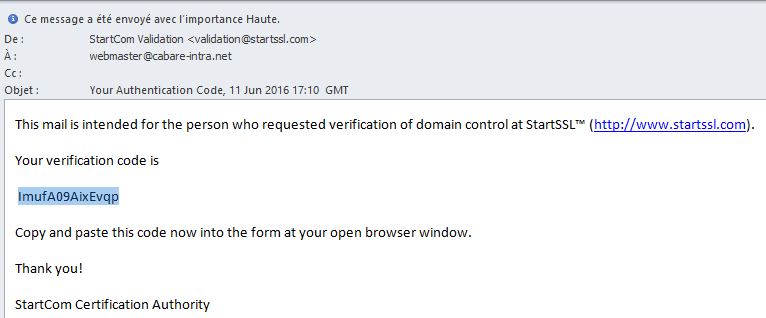 Ce message a été envoyé avec l'importance Haute.
De : StartCom Validation <validation@startssl.com>
À : webmaster@cabare-intra.net
Cc :
Objet : Your Authentication Code, 11 Jun 2016 17:10 GMT
This mail is intended for the person who requested verification of domain control at StartSSL™ (http://www.startssl.com).
Your verification code is
ImufA09AixEvqp
Copy and paste this code now into the form at your open browser window.
Thank you!
StartCom Certification Authority